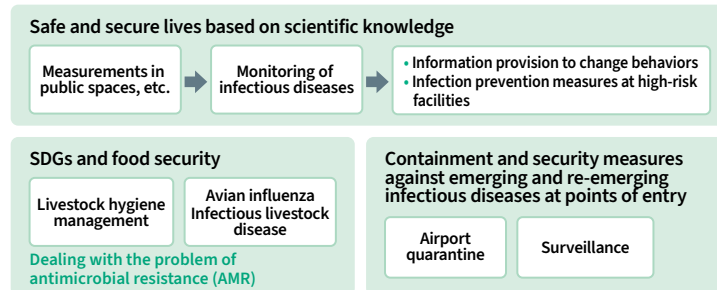 Safe and secure lives based on scientific knowledge
Measurements in
public spaces, etc.
Monitoring of
infectious diseases
• Information provision to change behaviors
• Infection prevention measures at high-risk
facilities
SDGs and food security
Livestock hygiene
management
Avian influenza
Infectious livestock
disease
Dealing with the problem of
antimicrobial resistance (AMR)
Containment and security measures
against emerging and re-emerging
infectious diseases at points of entry
Airport
quarantine
Surveillance